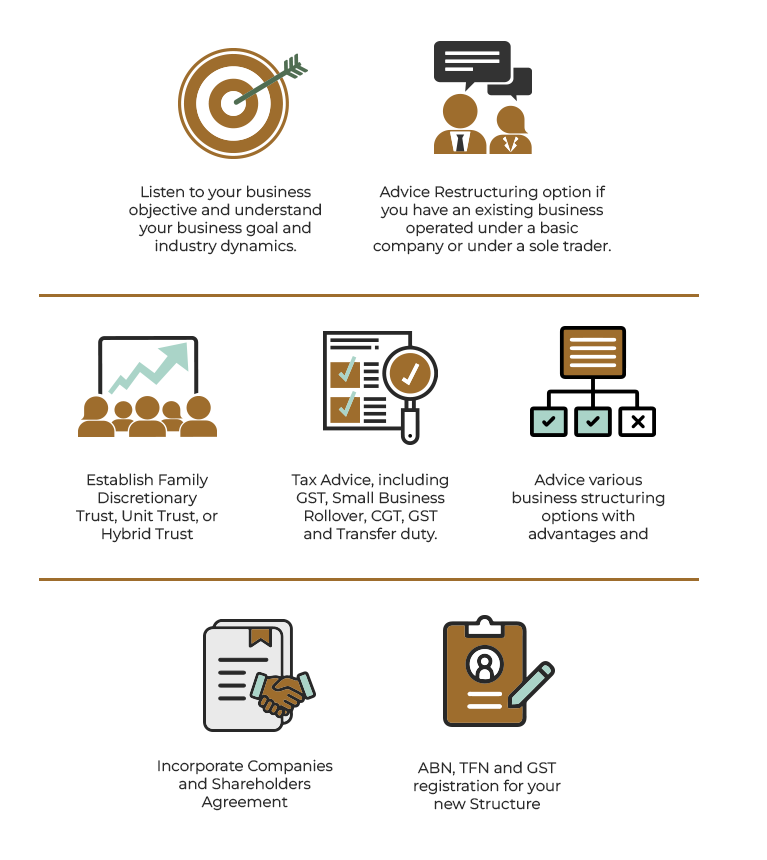 Listen to your business
objective and understand
your business goal and
industry dynamics.
Advice Restructuring option if
you have an existing business
operated under a basic
company or under a sole trader.
Establish Family
Discretionary
Trust, Unit Trust, or
Hybrid Trust
Tax Advice, including
GST, Small Business
Rollover, CGT, GST
and Transfer duty.
Advice various
business structuring
options with
advantages and
Incorporate Companies
and Shareholders
Agreement
ABN, TFN and GST
registration for your
new Structure